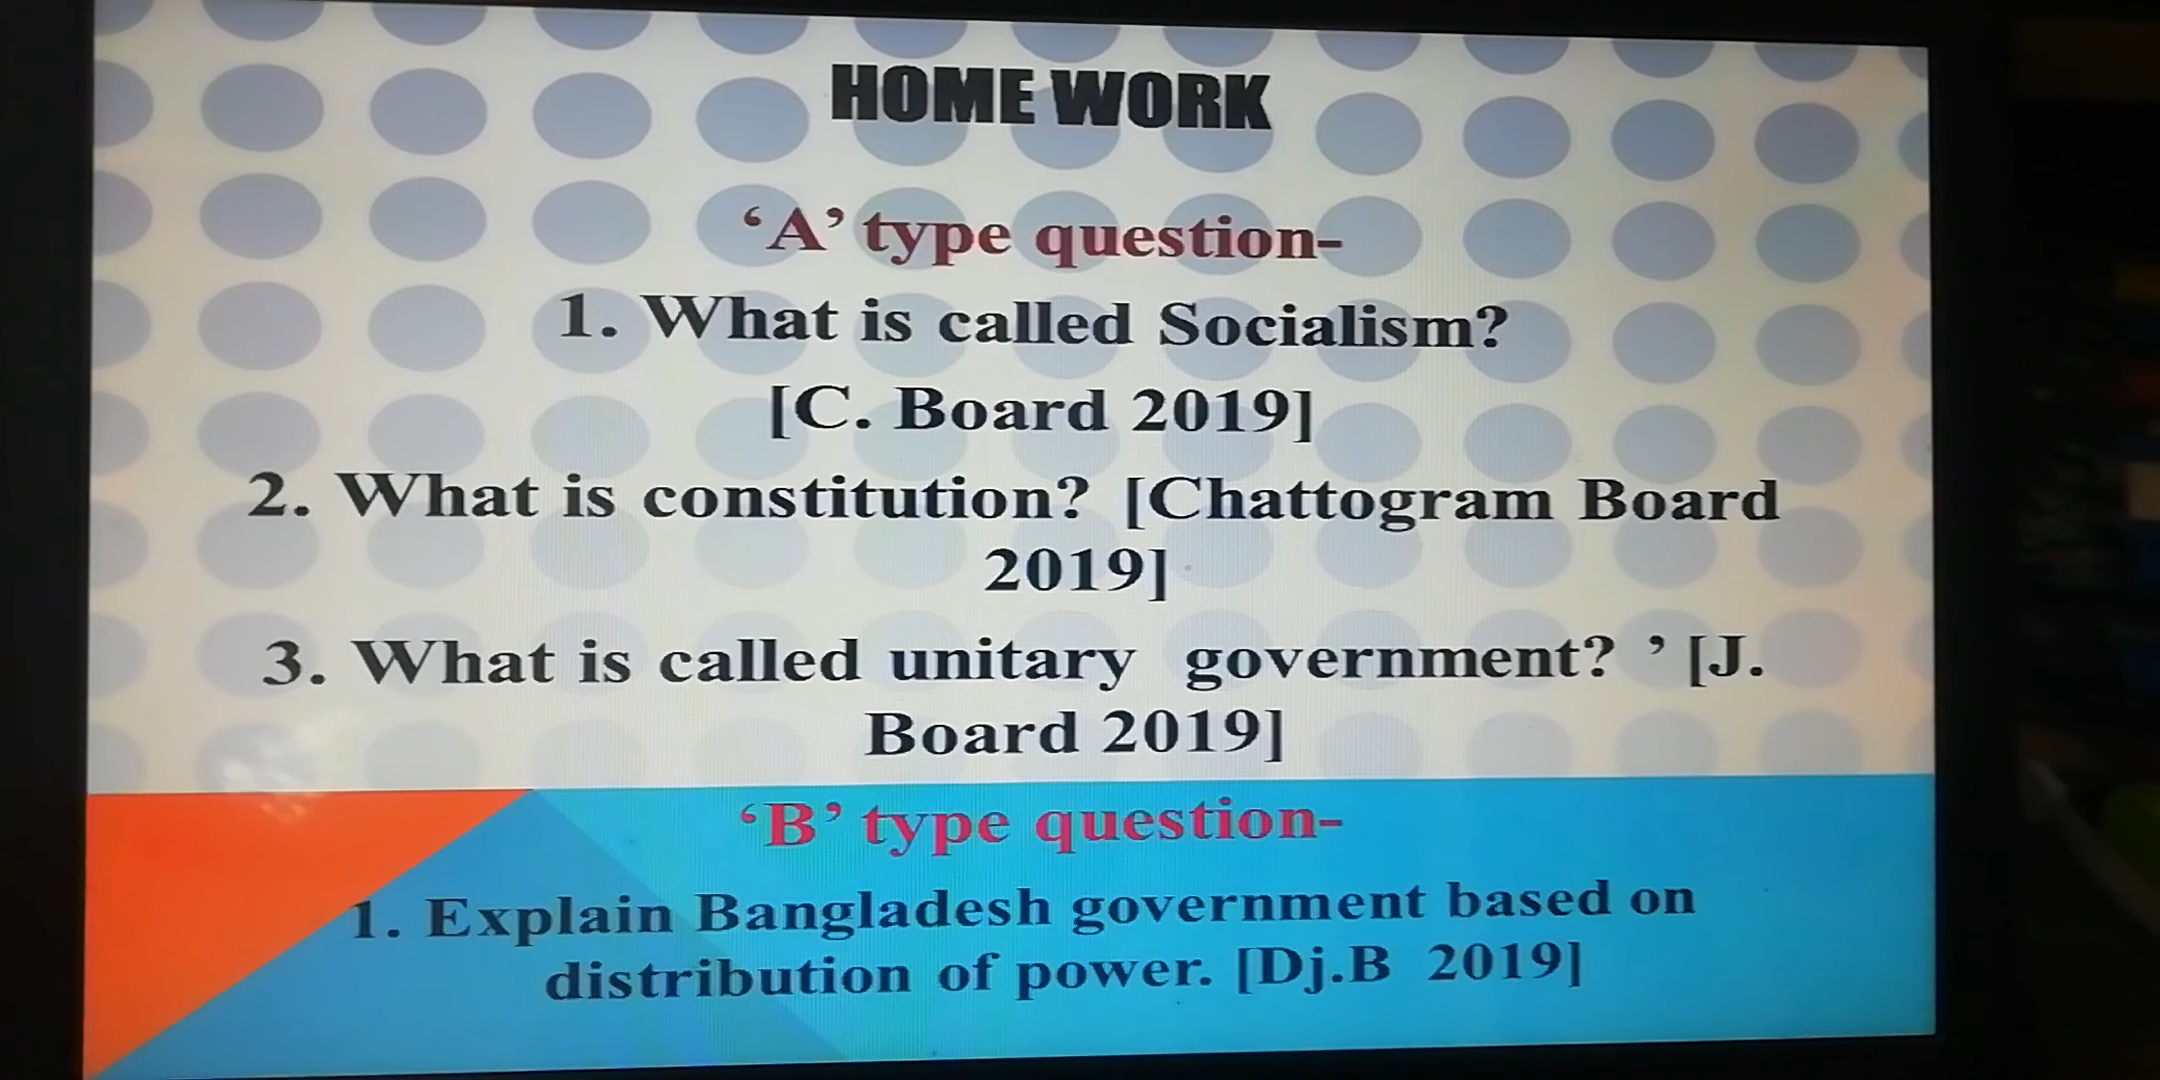 HOME WORK
‘A’ type question-
1. What is called Socialism?
[C. Board 2019]
2. What is constitution? [Chattogram Board
2019]
3. What is called unitary government? ’ [J.
Board 2019]
‘B’ type question-
1. Explain Bangladesh government based on
distribution of power. [Dj.B 2019]